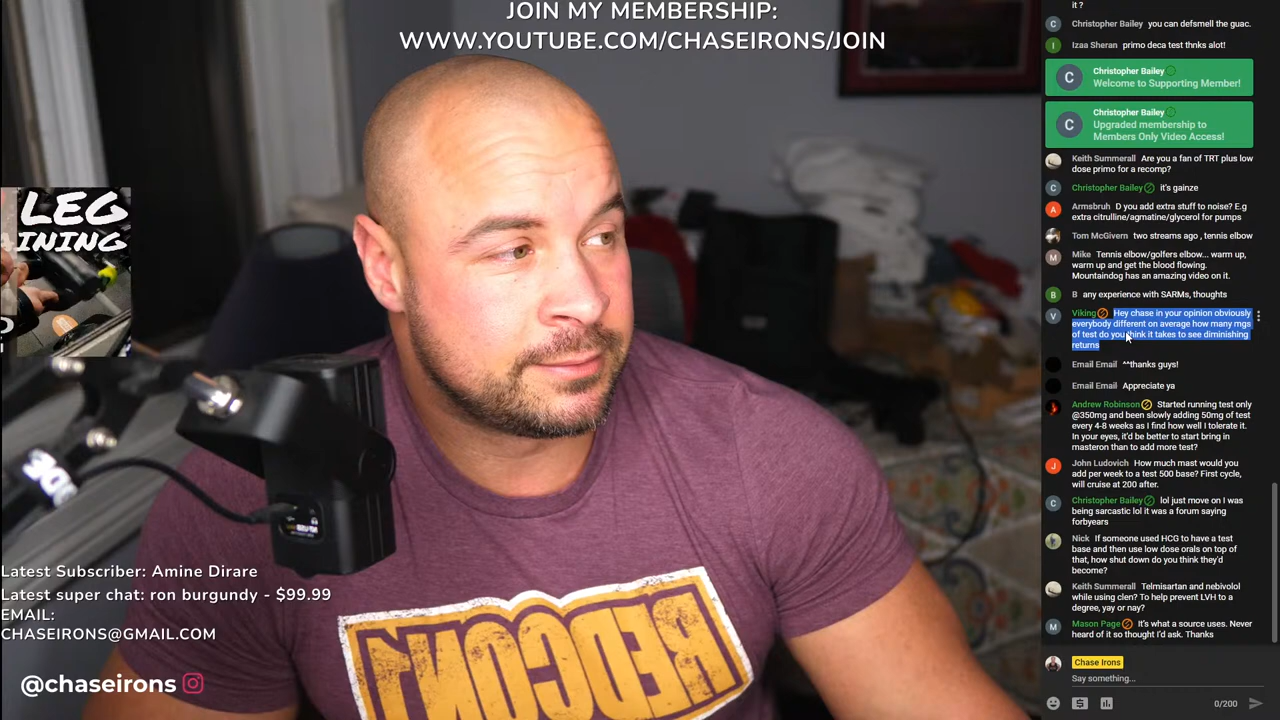 JOIN MY MEMBERSHIP:
WWW.YOUTUBE.COM/CHASEIRONS/JOIN
LEG
AINING
Latest Subscriber: Amine Dirare
Latest super chat: ron burgundy - $99.99
EMAIL:
CHASEIRONS@GMAIL.COM
@chaseirons
REDCON1
it ?
C Christopher Bailey you can defsmell the guac.
I Izaa Sheran primo deca test thnks alot!
C Christopher Bailey
Welcome to Supporting Member!
C Christopher Bailey
Upgraded membership to
Members Only Video Access!
Keith Summerall Are you a fan of TRT plus low
dose primo for a recomp?
C Christopher Bailey it's gainze
A Armsbruh D you add extra stuff to noise? E.g
extra citrulline/agmatine/glycerol for pumps
Tom McGivern two streams ago , tennis elbow
M Mike Tennis elbow/golfers elbow... warm up,
warm up and get the blood flowing.
Mountaindog has an amazing video on it.
B B any experience with SARMs, thoughts
V Viking Hey chase in your opinion obviously
everybody different on average how many mgs
of test do you think it takes to see diminishing
returns
Email Email ^^thanks guys!
Email Email Appreciate ya
Andrew Robinson Started running test only
@350mg and been slowly adding 50mg of test
every 4-8 weeks as I find how well I tolerate it.
In your eyes, it'd be better to start bring in
masteron than to add more test?
J John Ludovich How much mast would you
add per week to a test 500 base? First cycle,
will cruise at 200 after.
C Christopher Bailey lol just move on I was
being sarcastic lol it was a forum saying
forbyears
Nick If someone used HCG to have a test
base and then use low dose orals on top of
that, how shut down do you think they'd
become?
Keith Summerall Telmisartan and nebivolol
while using clen? To help prevent LVH to a
degree, yay or nay?
M Mason Page It's what a source uses. Never
heard of it so thought I'd ask. Thanks
Chase Irons
Say something...
0/200